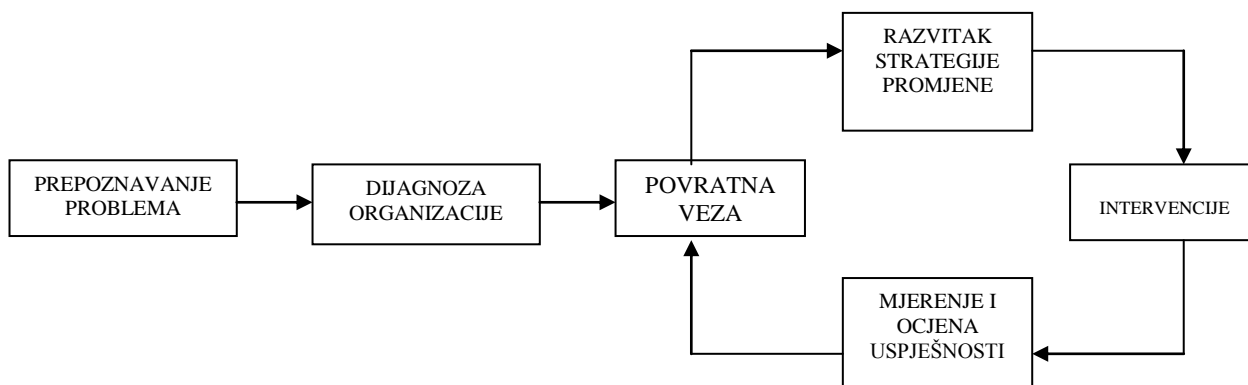 RAZVITAK
STRATEGIJE
PROMJENE
PREPOZNAVANJE
PROBLEMA
DIJAGNOZA
ORGANIZACIJE
POVRATNA
VEZA
INTERVENCIJE
MJERENJE I
OCJENA
USPJEŠNOSTI